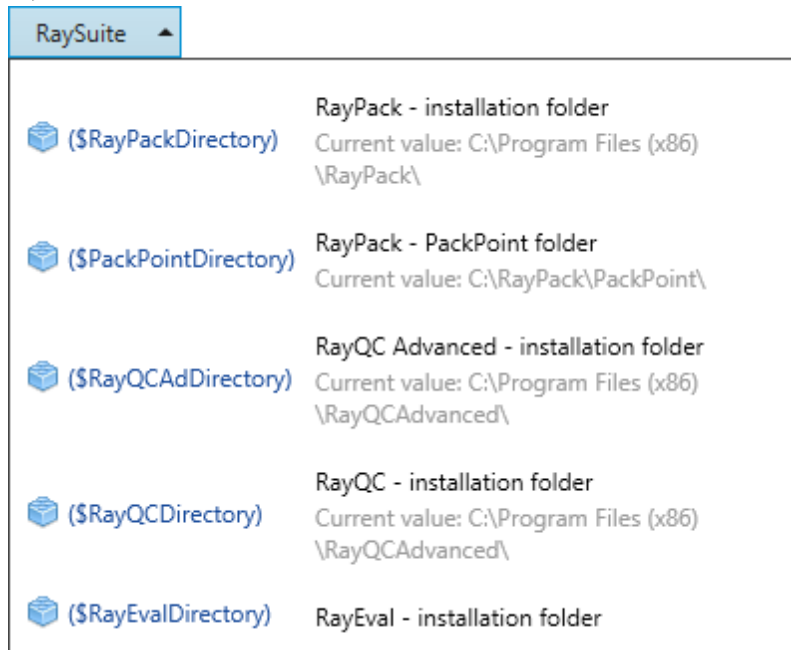 RaySuite
($RayPackDirectory)
RayPack - installation folder
Current value: C:\Program Files (x86)
\RayPack\
($PackPointDirectory)
RayPack - PackPoint folder
Current value: C:\RayPack\PackPoint\
($RayQCAdDirectory)
RayQC Advanced - installation folder
Current value: C:\Program Files (x86)
\RayQCAdvanced\
($RayQCDirectory)
RayQC - installation folder
Current value: C:\Program Files (x86)
\RayQCAdvanced\
($RayEvalDirectory)
RayEval - installation folder